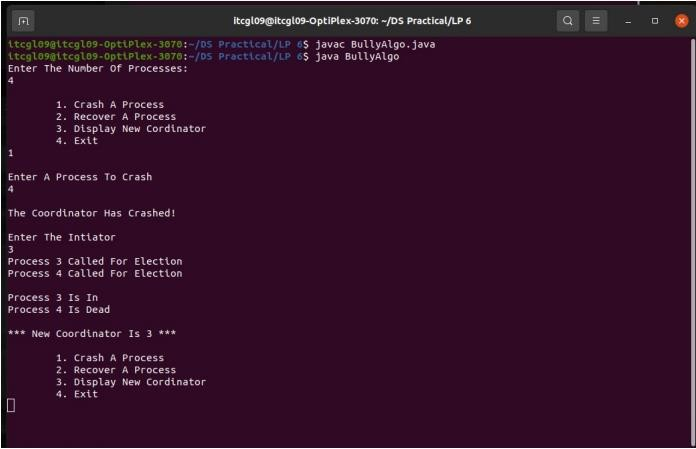 itcgl09@itcgl09-OptiPlex-3070: ~/DS Practical/LP 6
itcgl09@itcgl09-OptiPlex-3070:~/DS Practical/LP 6$ javac BullyAlgo.java
itcgl09@itcgl09-OptiPlex-3070:~/DS Practical/LP 6$ java BullyAlgo
Enter The Number Of Processes:
4
1. Crash A Process
2. Recover A Process
3. Display New Cordinator
4. Exit
1
Enter A Process To Crash
4
The Coordinator Has Crashed!
Enter The Intiator
3
Process 3 Called For Election
Process 4 Called For Election
Process 3 Is In
Process 4 Is Dead
*** New Coordinator Is 3 ***
1. Crash A Process
2. Recover A Process
3. Display New Cordinator
4. Exit